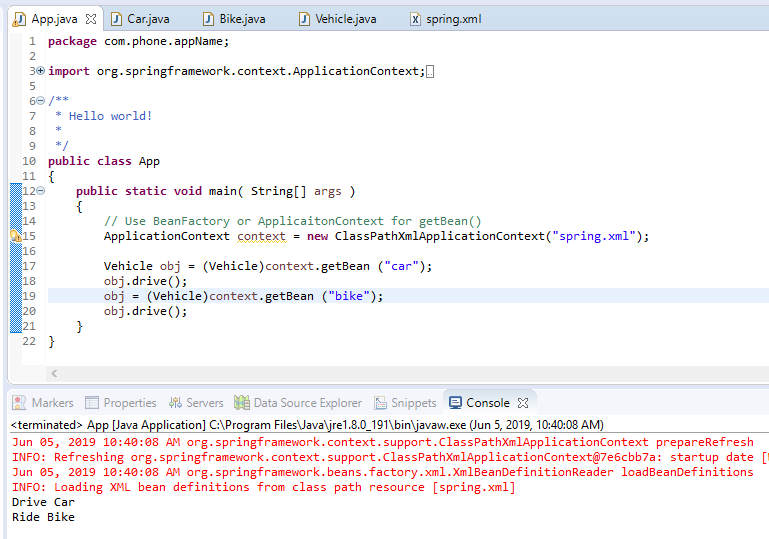 App.java Car.java Bike.java Vehicle.java spring.xml
1 package com.phone.appName;
2
3 import org.springframework.context.ApplicationContext;
5
6 /**
7  * Hello world!
8  *
9  */
10 public class App
11 {
12     public static void main( String[] args )
13     {
14         // Use BeanFactory or ApplicaitonContext for getBean()
15         ApplicationContext context = new ClassPathXmlApplicationContext("spring.xml");
16
17         Vehicle obj = (Vehicle)context.getBean ("car");
18         obj.drive();
19         obj = (Vehicle)context.getBean ("bike");
20         obj.drive();
21     }
22 }
Markers Properties Servers Data Source Explorer Snippets Console
<terminated> App [Java Application] C:\Program Files\Java\jre1.8.0_191\bin\javaw.exe (Jun 5, 2019, 10:40:08 AM)
Jun 05, 2019 10:40:08 AM org.springframework.context.support.ClassPathXmlApplicationContext prepareRefresh
INFO: Refreshing org.springframework.context.support.ClassPathXmlApplicationContext@7e6cbb7a: startup date [
Jun 05, 2019 10:40:08 AM org.springframework.beans.factory.xml.XmlBeanDefinitionReader loadBeanDefinitions
INFO: Loading XML bean definitions from class path resource [spring.xml]
Drive Car
Ride Bike